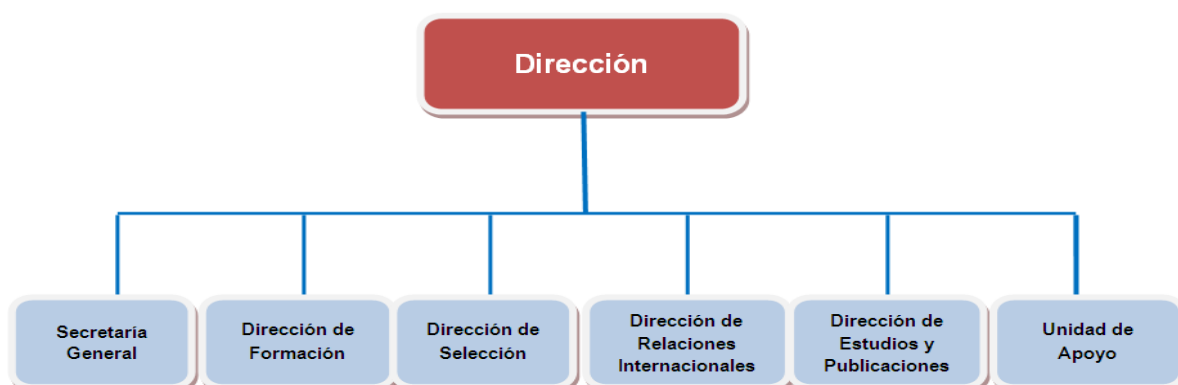 Dirección
Secretaría
General
Dirección de
Formación
Dirección de
Selección
Dirección de
Relaciones
Internacionales
Dirección de
Estudios y
Publicaciones
Unidad de
Apoyo